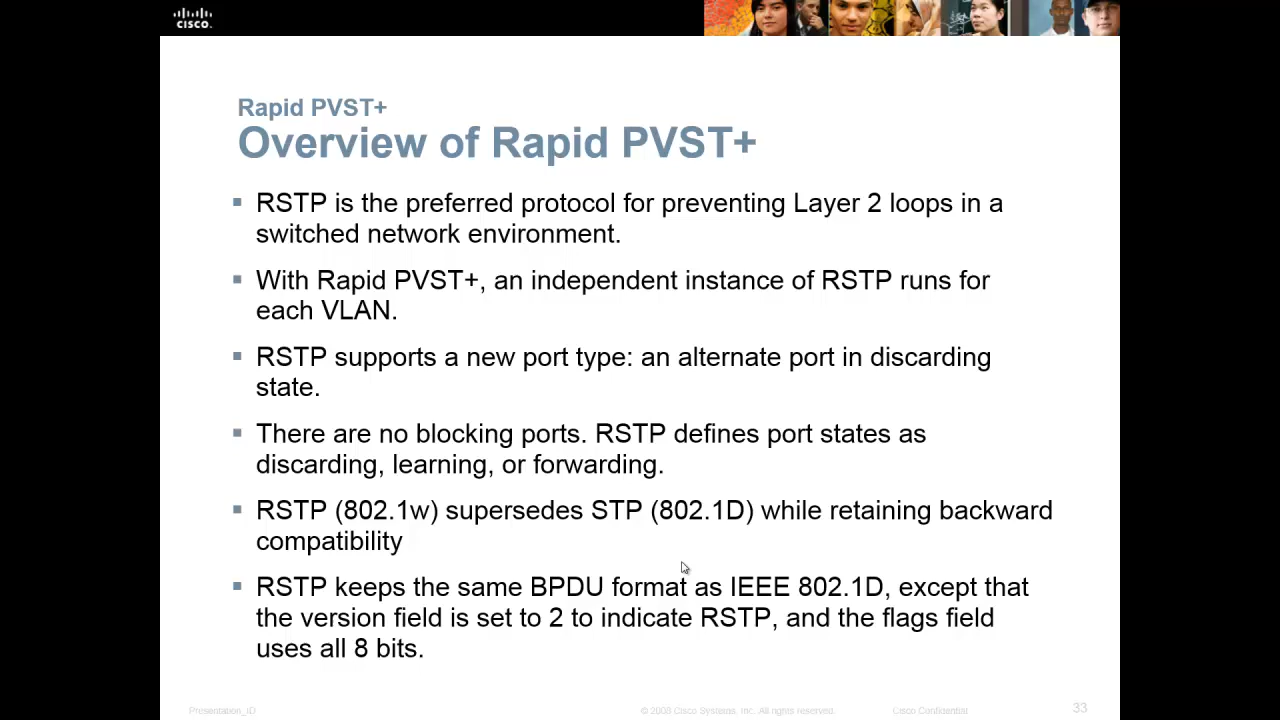 CISCO.
Rapid PVST+
Overview of Rapid PVST+
RSTP is the preferred protocol for preventing Layer 2 loops in a
switched network environment.
With Rapid PVST+, an independent instance of RSTP runs for
each VLAN.
RSTP supports a new port type: an alternate port in discarding
state.
There are no blocking ports. RSTP defines port states as
discarding, learning, or forwarding.
RSTP (802.1w) supersedes STP (802.1D) while retaining backward
compatibility
RSTP keeps the same BPDU format as IEEE 802.1D, except that
the version field is set to 2 to indicate RSTP, and the flags field
uses all 8 bits.
Presentation_ID
© 2008 Cisco Systems, Inc. All rights reserved.
Cisco Confidential
33